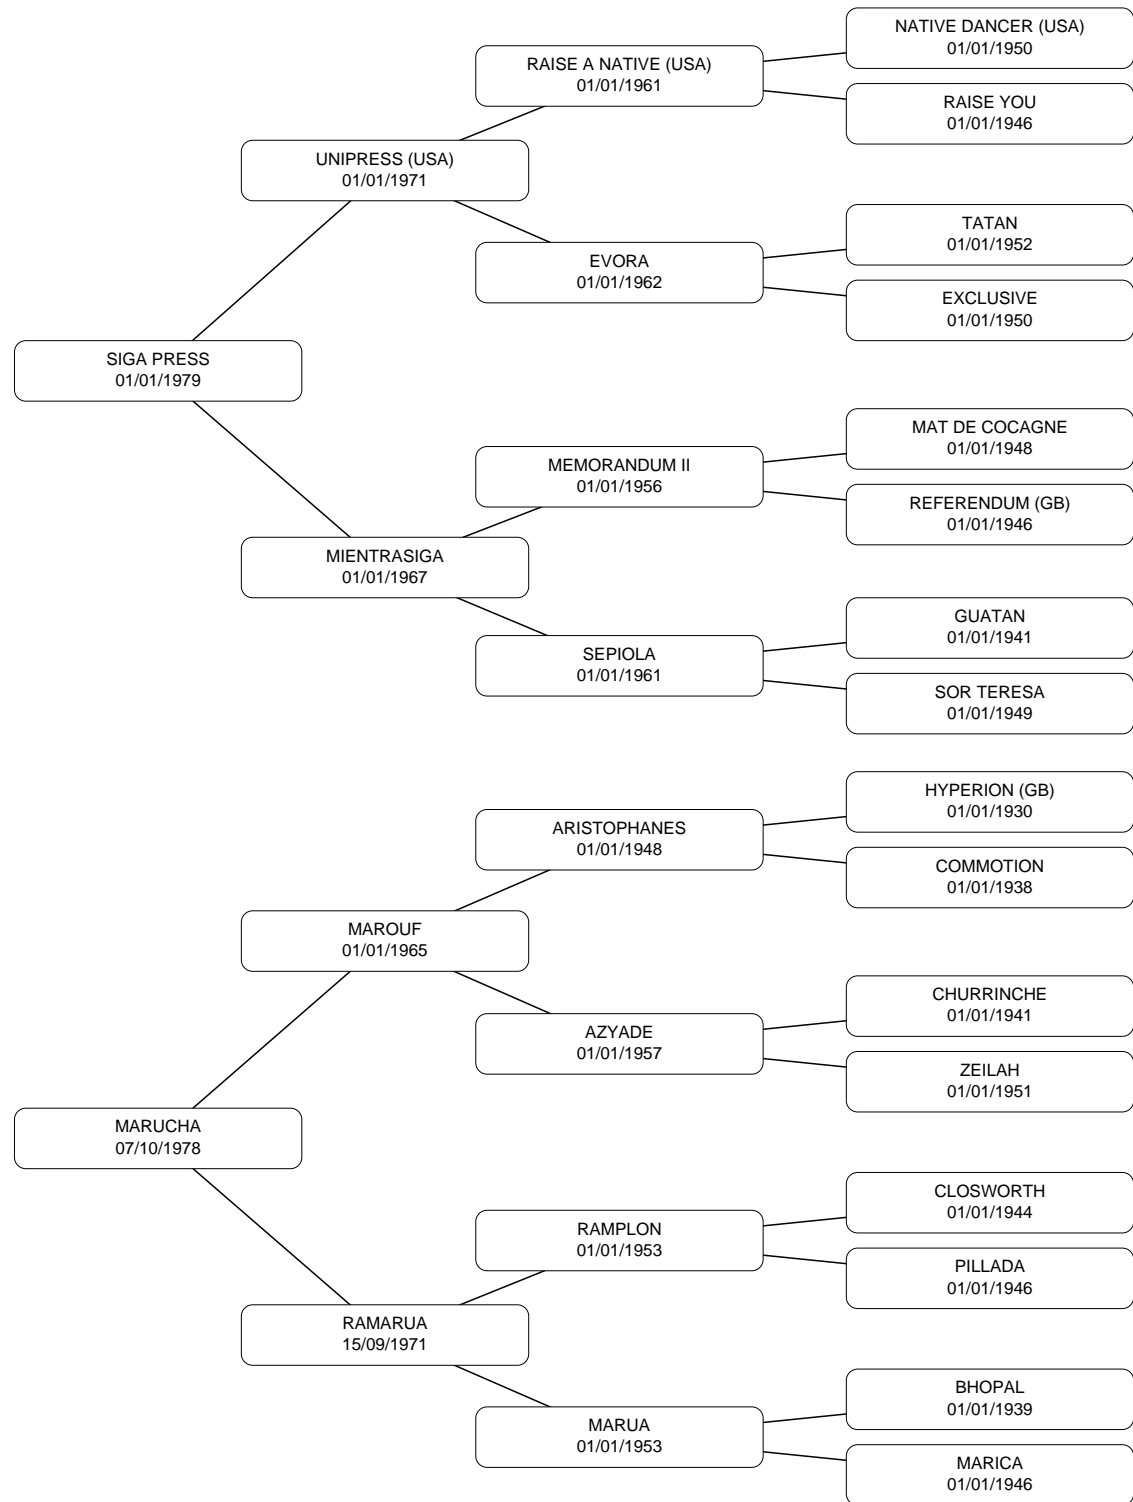 NATIVE DANCER (USA)
01/01/1950
RAISE A NATIVE (USA)
01/01/1961
RAISE YOU
01/01/1946
UNIPRESS (USA)
01/01/1971
TATAN
01/01/1952
EVORA
01/01/1962
EXCLUSIVE
01/01/1950
SIGA PRESS
01/01/1979
MAT DE COCAGNE
01/01/1948
MEMORANDUM II
01/01/1956
REFERENDUM (GB)
01/01/1946
MIENTRASIGA
01/01/1967
GUATAN
01/01/1941
SEPIOLA
01/01/1961
SOR TERESA
01/01/1949
HYPERION (GB)
01/01/1930
ARISTOPHANES
01/01/1948
COMMOTION
01/01/1938
MAROUF
01/01/1965
CHURRINCHE
01/01/1941
AZYADE
01/01/1957
ZEILAH
01/01/1951
MARUCHA
07/10/1978
CLOSWORTH
01/01/1944
RAMPLON
01/01/1953
PILLADA
01/01/1946
RAMARUA
15/09/1971
BHOPAL
01/01/1939
MARUA
01/01/1953
MARICA
01/01/1946